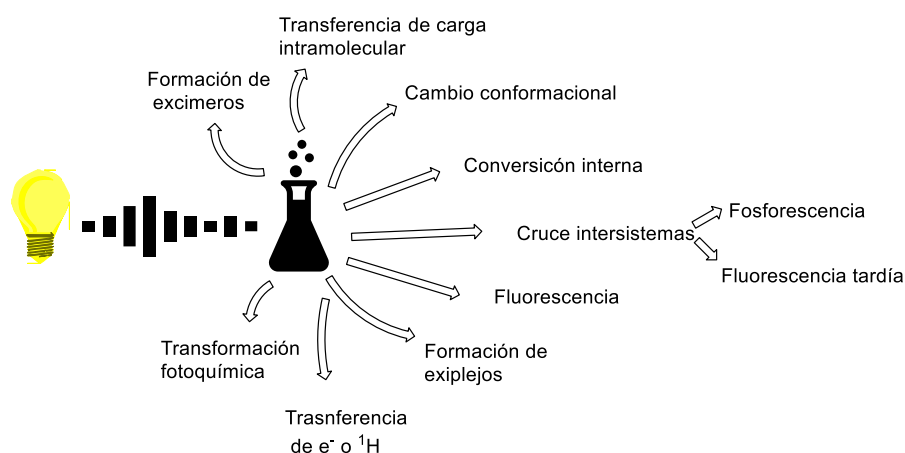 Transferencia de carga
intramolecular
Formación de
excimeros
Cambio conformacional
Conversicón interna
Fosforescencia
Cruce intersistemas
Fluorescencia tardía
Fluorescencia
Transformación
fotoquímica
Formación de
exiplejos
Trasnferencia
de e⁻ o ¹H